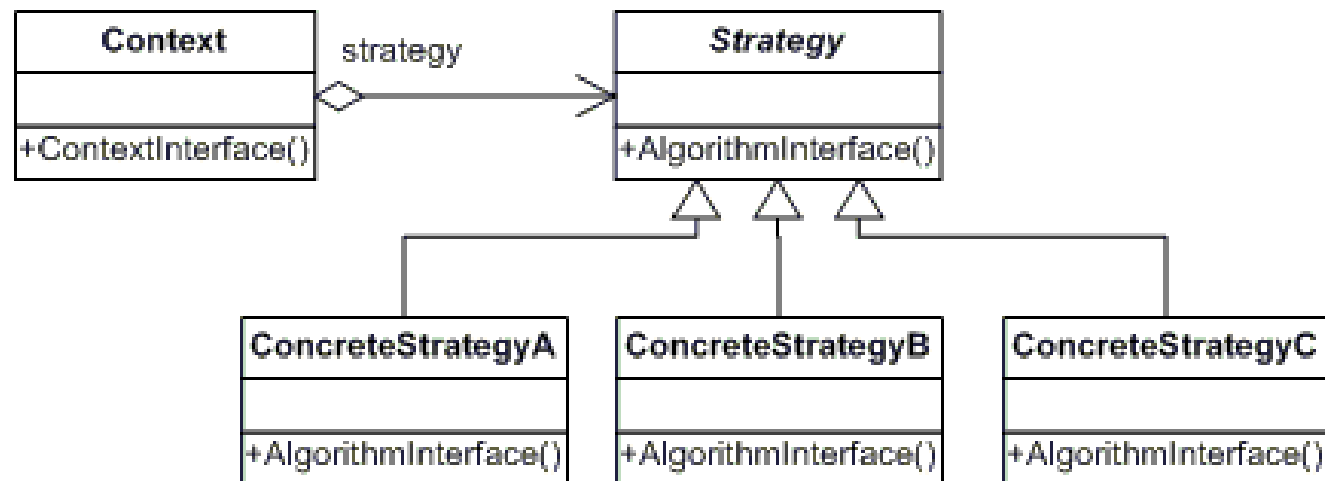 Context
strategy
Strategy
+ContextInterface()
+AlgorithmInterface()
ConcreteStrategyA
ConcreteStrategyB
ConcreteStrategyC
+AlgorithmInterface()
+AlgorithmInterface()
+AlgorithmInterface()